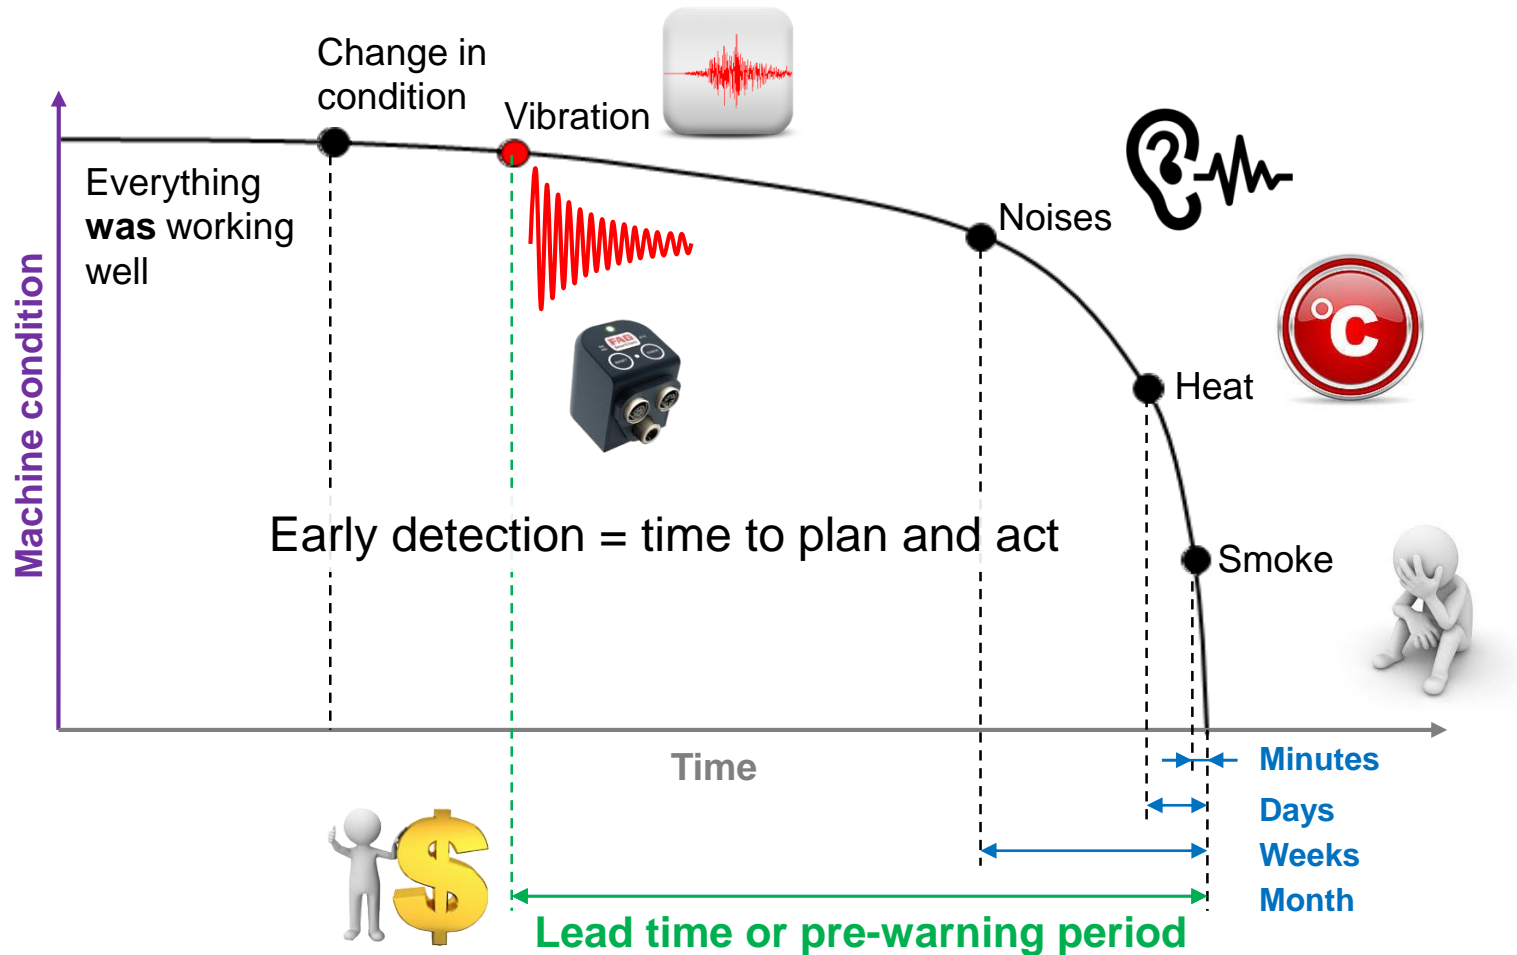 Change in
condition
Vibration
Everything
was working
well
Noises
°C
Heat
FAG
Machine condition
Early detection = time to plan and act
Smoke
Time
Minutes
Days
Weeks
Month
Lead time or pre-warning period